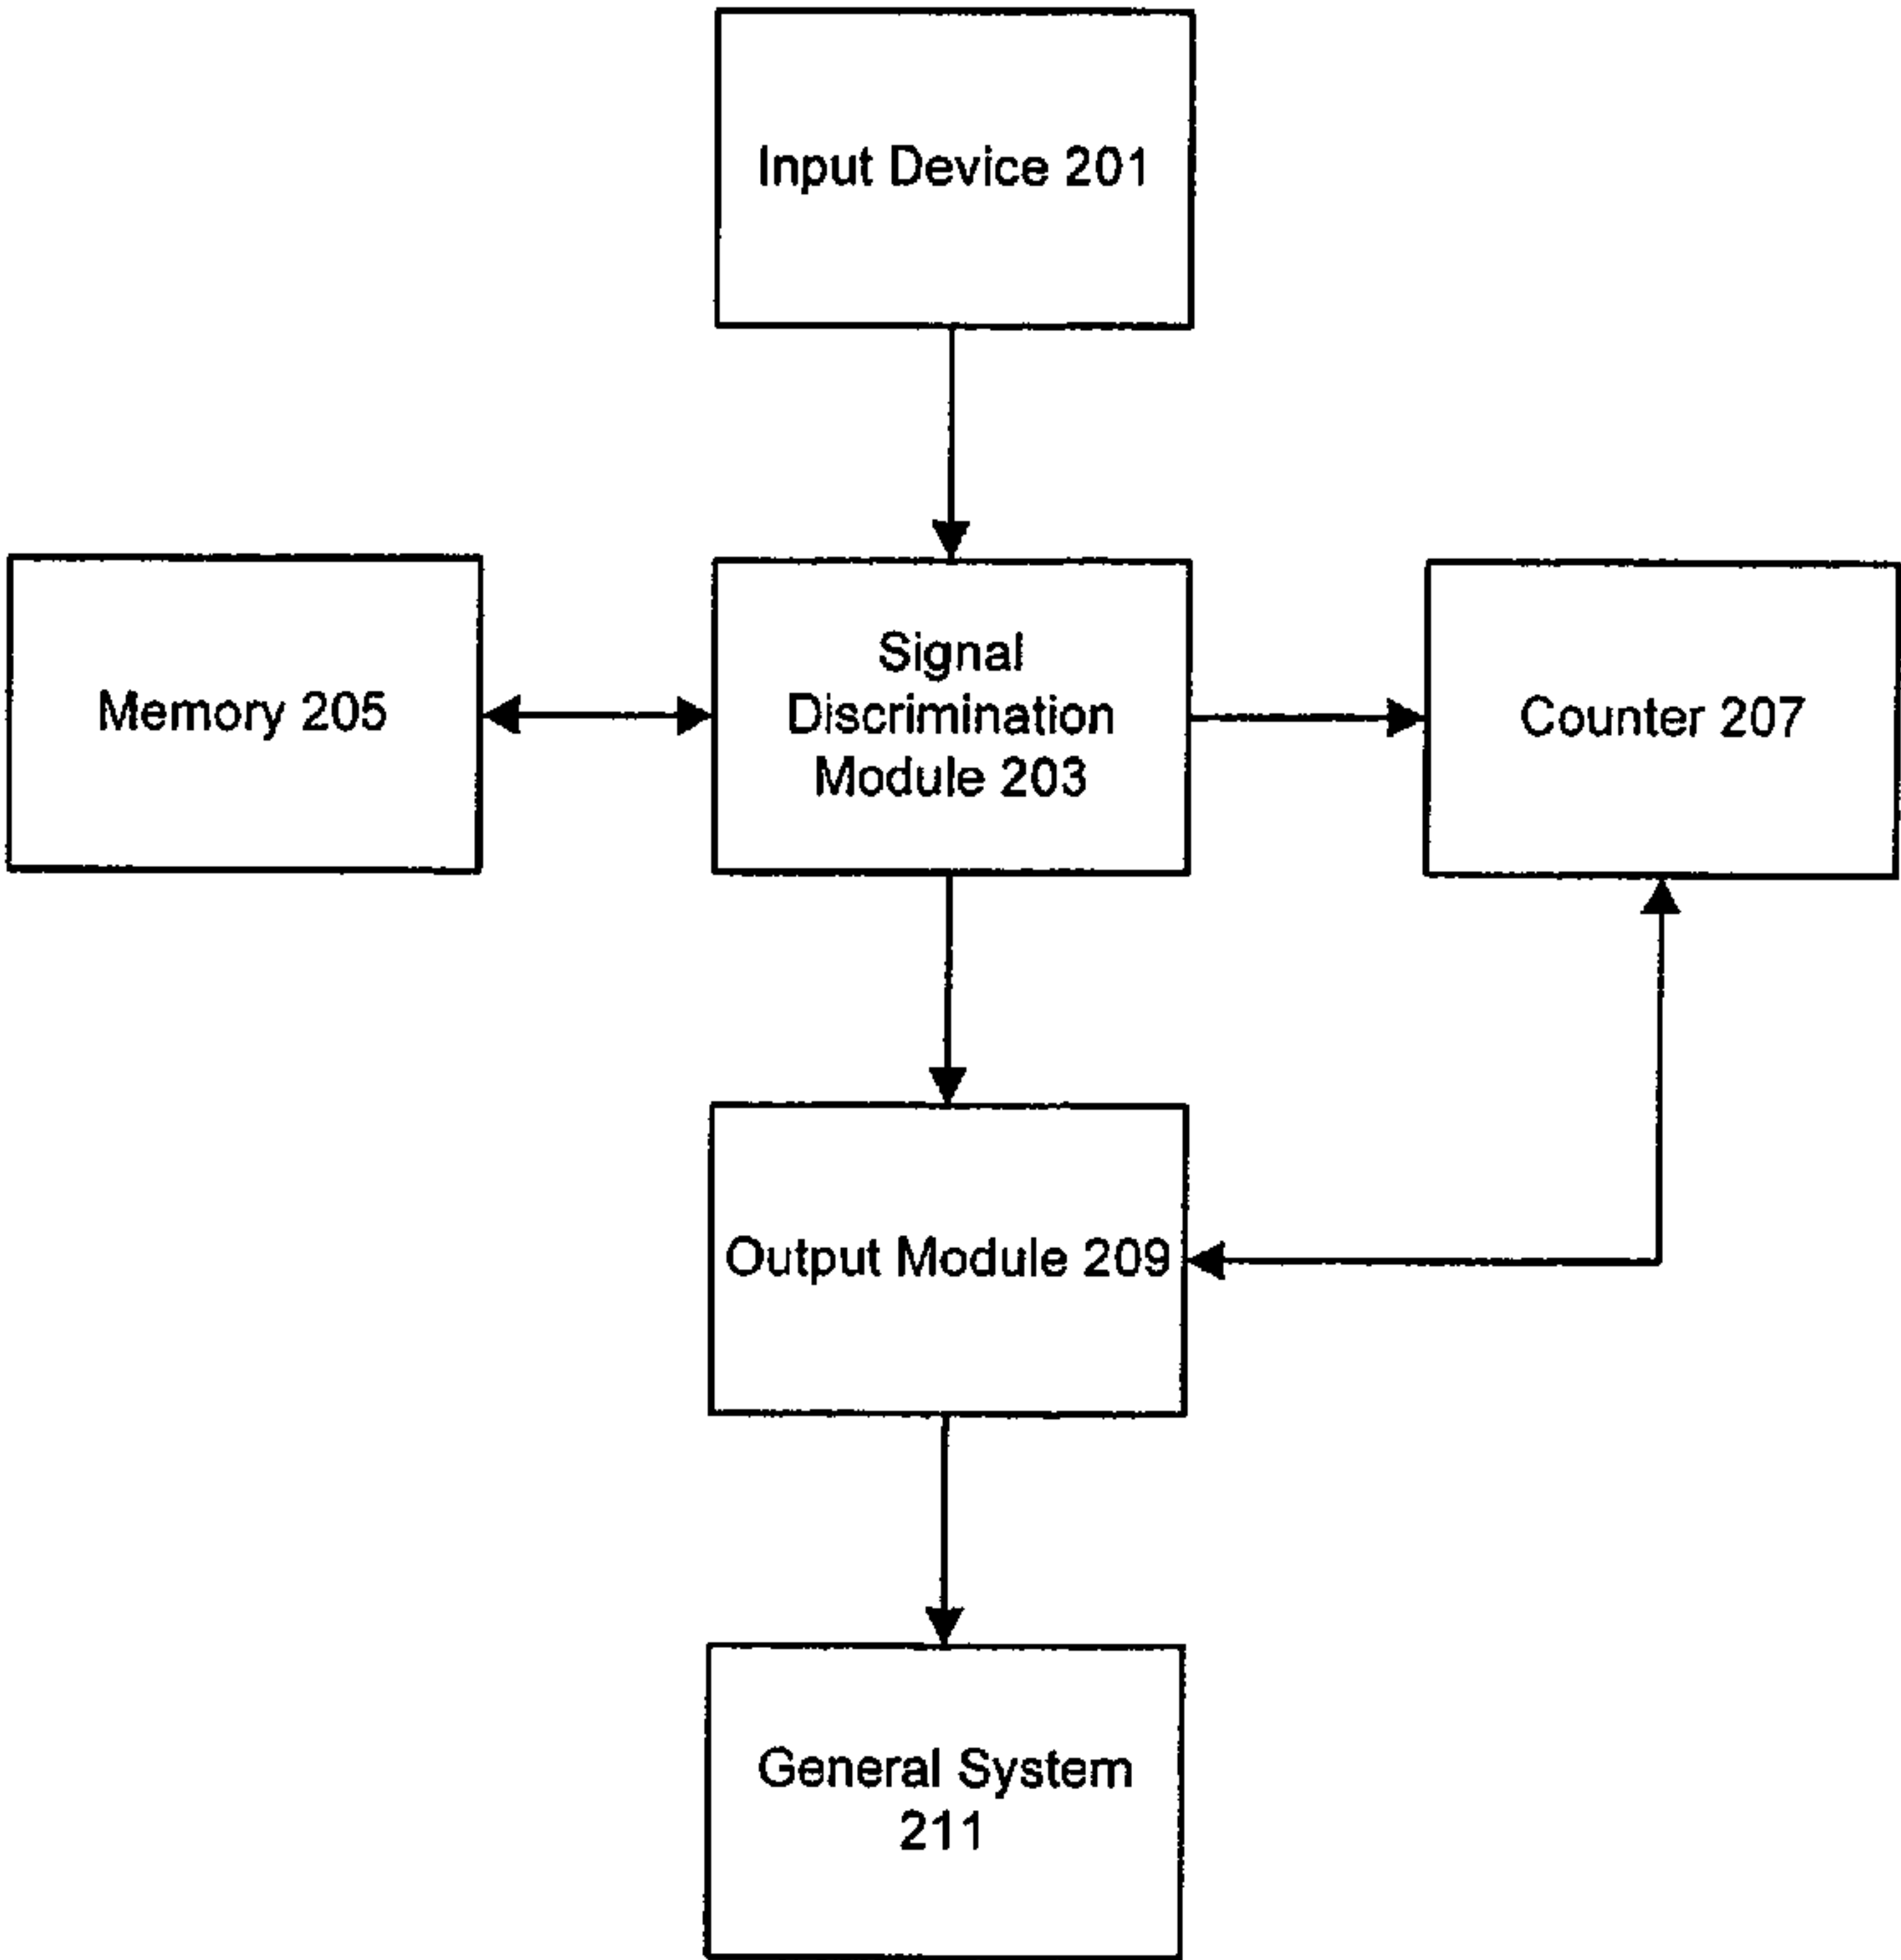 Input Device 201
Memory 205
Signal
Discrimination
Module 203
Counter 207
Output Module 209
General System
211